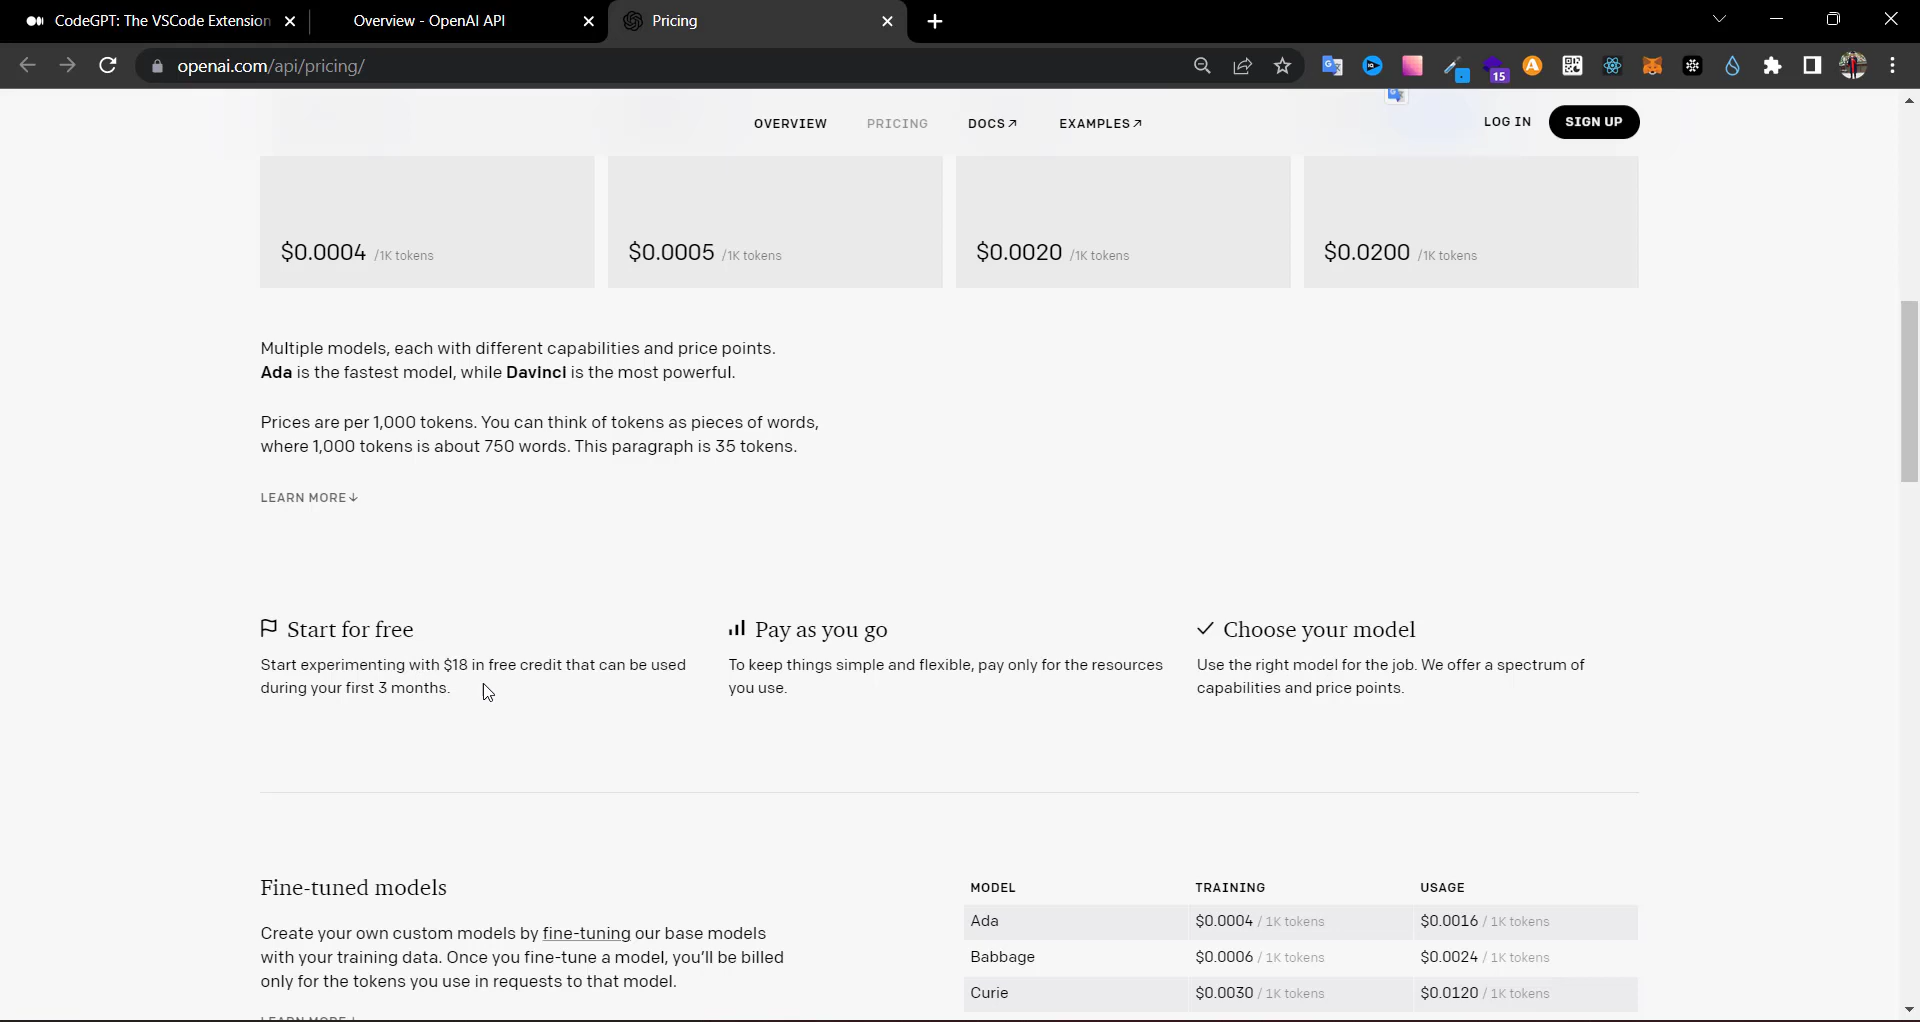 CodeGPT: The VSCode Extension
Overview - OpenAI API
Pricing
openai.com/api/pricing/
15
OVERVIEW
PRICING
DOCS↗
EXAMPLES↗
LOG IN
SIGN UP
$0.0004 /1K tokens
$0.0005 /1K tokens
$0.0020 /1K tokens
$0.0200 /1K tokens
Multiple models, each with different capabilities and price points.
Ada is the fastest model, while Davinci is the most powerful.
Prices are per 1,000 tokens. You can think of tokens as pieces of words,
where 1,000 tokens is about 750 words. This paragraph is 35 tokens.
LEARN MORE↓
Start for free
Start experimenting with $18 in free credit that can be used
during your first 3 months.
Pay as you go
To keep things simple and flexible, pay only for the resources
you use.
Choose your model
Use the right model for the job. We offer a spectrum of
capabilities and price points.
Fine-tuned models
Create your own custom models by fine-tuning our base models
with your training data. Once you fine-tune a model, you'll be billed
only for the tokens you use in requests to that model.
LEARN MORE↓
MODEL TRAINING USAGE
Ada $0.0004 / 1K tokens $0.0016 / 1K tokens
Babbage $0.0006 / 1K tokens $0.0024 / 1K tokens
Curie $0.0030 / 1K tokens $0.0120 / 1K tokens